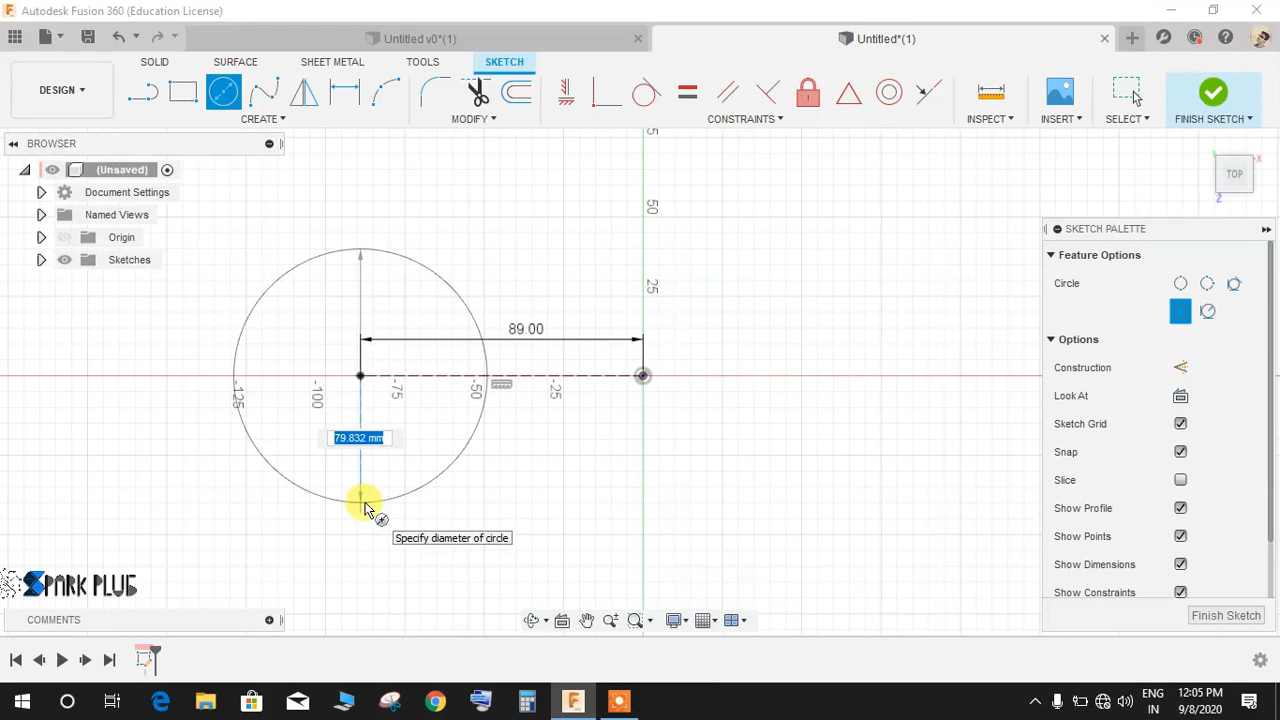 Autodesk Fusion 360 (Education License)
Untitled v0*(1)
Untitled*(1)
SOLID
SURFACE
SHEET METAL
TOOLS
SKETCH
DESIGN
CREATE
MODIFY
CONSTRAINTS
INSPECT
INSERT
SELECT
FINISH SKETCH
BROWSER
(Unsaved)
Document Settings
Named Views
Origin
Sketches
TOP
X
Z
5
50
25
89.00
-125
-100
-75
-50
-25
79.832 mm
Specify diameter of circle
SKETCH PALETTE
Feature Options
Circle
Options
Construction
Look At
Sketch Grid
Snap
Slice
Show Profile
Show Points
Show Dimensions
Show Constraints
Finish Sketch
SPARK PLUG
COMMENTS
ENG
IN
12:05 PM
9/8/2020